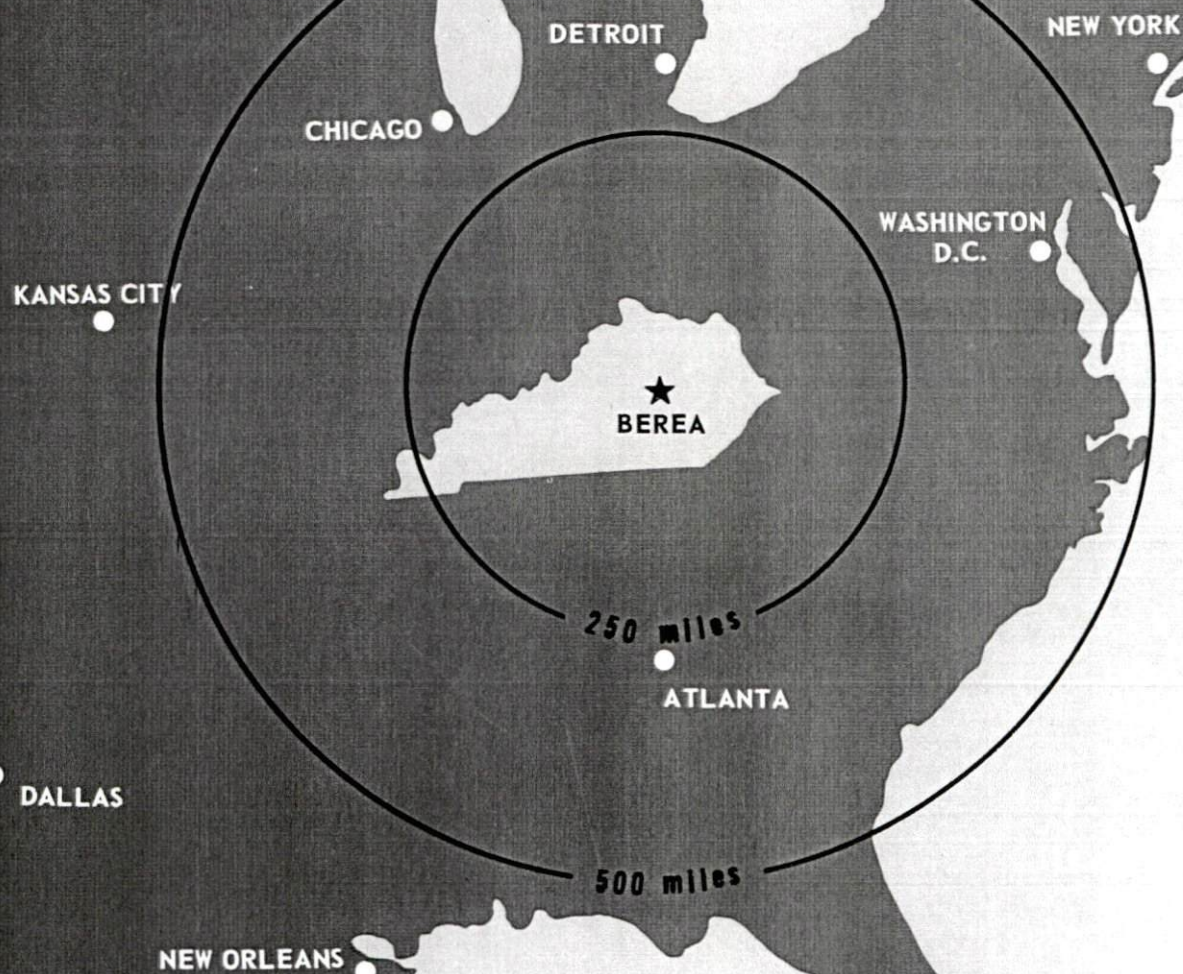 DETROIT
NEW YORK
CHICAGO
WASHINGTON
D.C.
KANSAS CITY
BEREA
250 miles
ATLANTA
DALLAS
500 miles
NEW ORLEANS